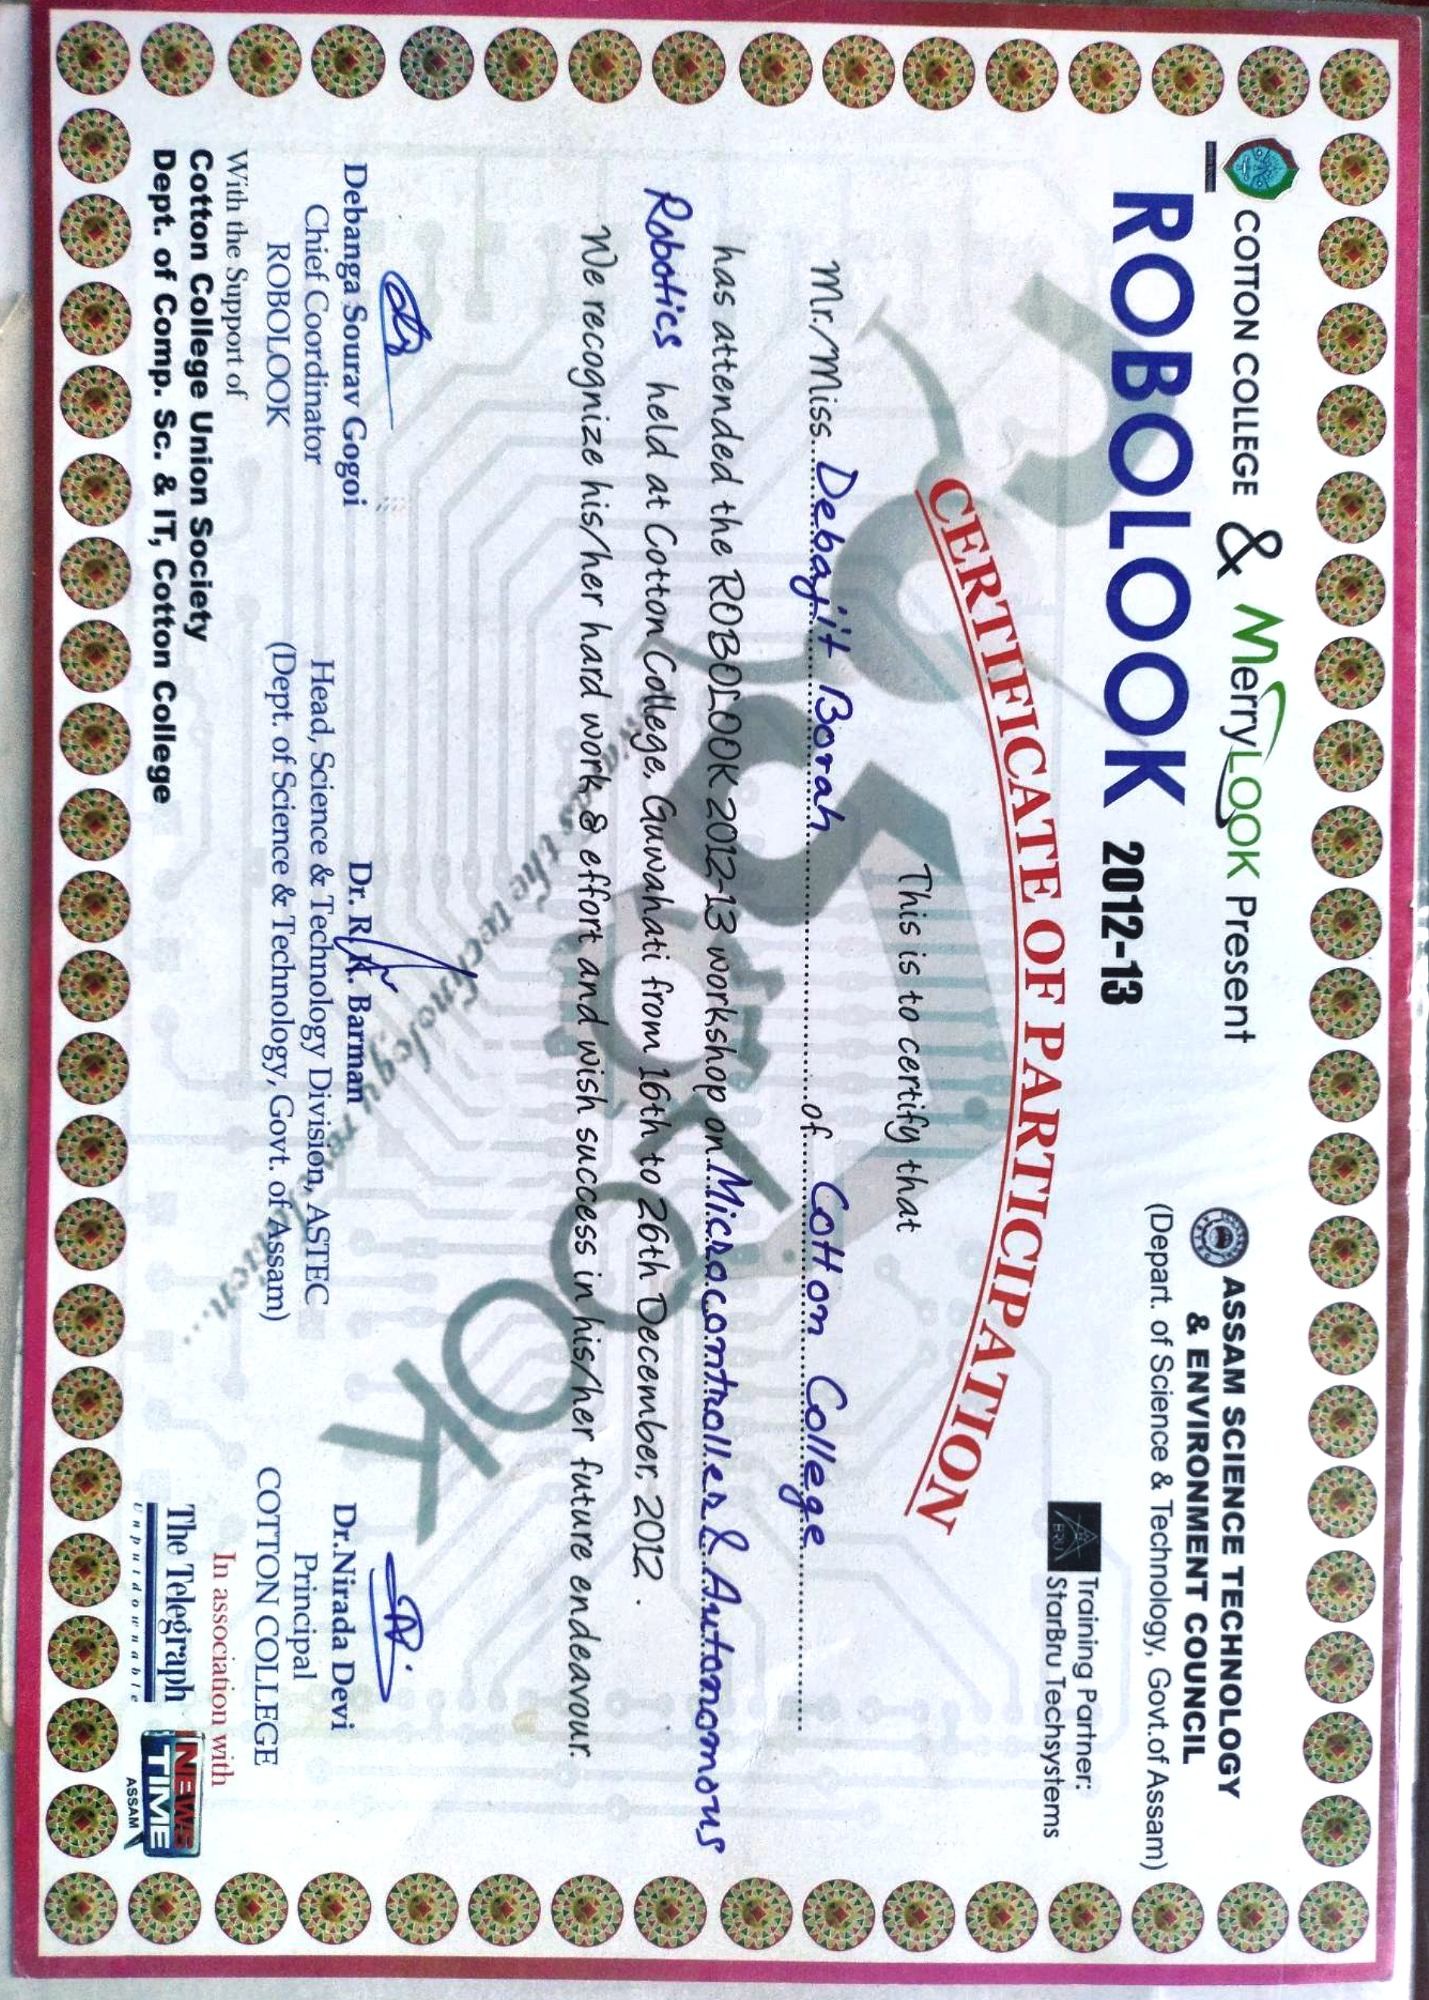 COTTON COLLEGE & MerryLOOK Present
ROBOLOOK 2012-13
ASSAM SCIENCE TECHNOLOGY
& ENVIRONMENT COUNCIL
(Depart. of Science & Technology, Govt.of Assam)
Training Partner:
StarBru Techsystems
CERTIFICATE OF PARTICIPATION
This is to certify that
Mr./Miss. Debajit Borah of Cotton College
has attended the ROBOLOOK 2012-13 workshop on Microcontroller & Autonomous
Robotics held at Cotton College, Guwahati from 16th to 26th December, 2012.
We recognize his/her hard work & effort and wish success in his/her future endeavour.
Debanga Sourav Gogoi
Chief Coordinator
ROBOLOOK
Dr. R.K. Barman
Head, Science & Technology Division, ASTEC
(Dept. of Science & Technology, Govt. of Assam)
Dr.Nirada Devi
Principal
COTTON COLLEGE
With the Support of
Cotton College Union Society
Dept. of Comp. Sc. & IT, Cotton College
In association with
The Telegraph
Unputdownable
NEWS
TIME
ASSAM